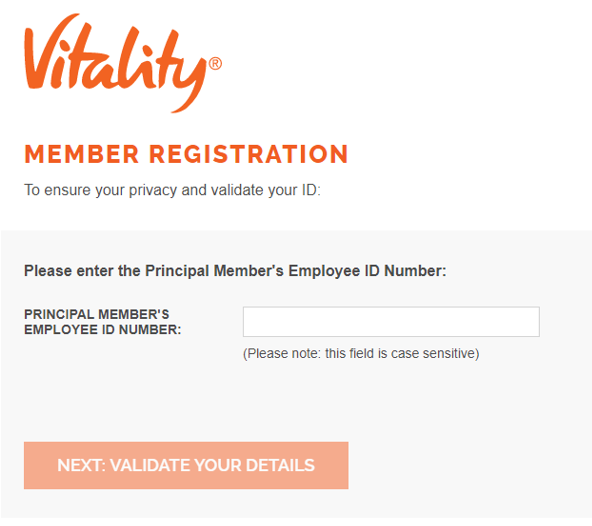 Vitality®
MEMBER REGISTRATION
To ensure your privacy and validate your ID:
Please enter the Principal Member's Employee ID Number:
PRINCIPAL MEMBER'S
EMPLOYEE ID NUMBER:
(Please note: this field is case sensitive)
NEXT: VALIDATE YOUR DETAILS